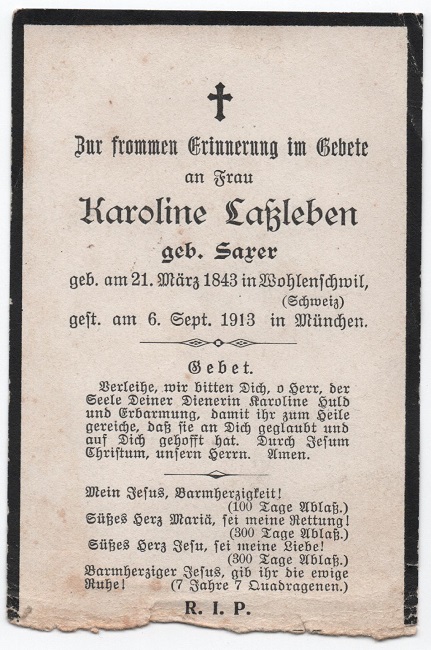 Zur frommen Erinnerung im Gebete
an Frau
Karoline Laßleben
geb. Saxer
geb. am 21. März 1843 in Wohlenschwil,
(Schweiz)
gest. am 6. Sept. 1913 in München.
Gebet.
Verleihe, wir bitten Dich, o Herr, der
Seele Deiner Dienerin Karoline Huld
und Erbarmung, damit ihr zum Heile
gereiche, daß sie an Dich geglaubt und
auf Dich gehofft hat. Durch Jesum
Christum, unsern Herrn. Amen.
Mein Jesus, Barmherzigkeit!
(100 Tage Ablaß.)
Süßes Herz Mariä, sei meine Rettung!
(300 Tage Ablaß.)
Süßes Herz Jesu, sei meine Liebe!
(300 Tage Ablaß.)
Barmherziger Jesus, gib ihr die ewige
Ruhe! (7 Jahre 7 Quadragenen.)
R. I. P.